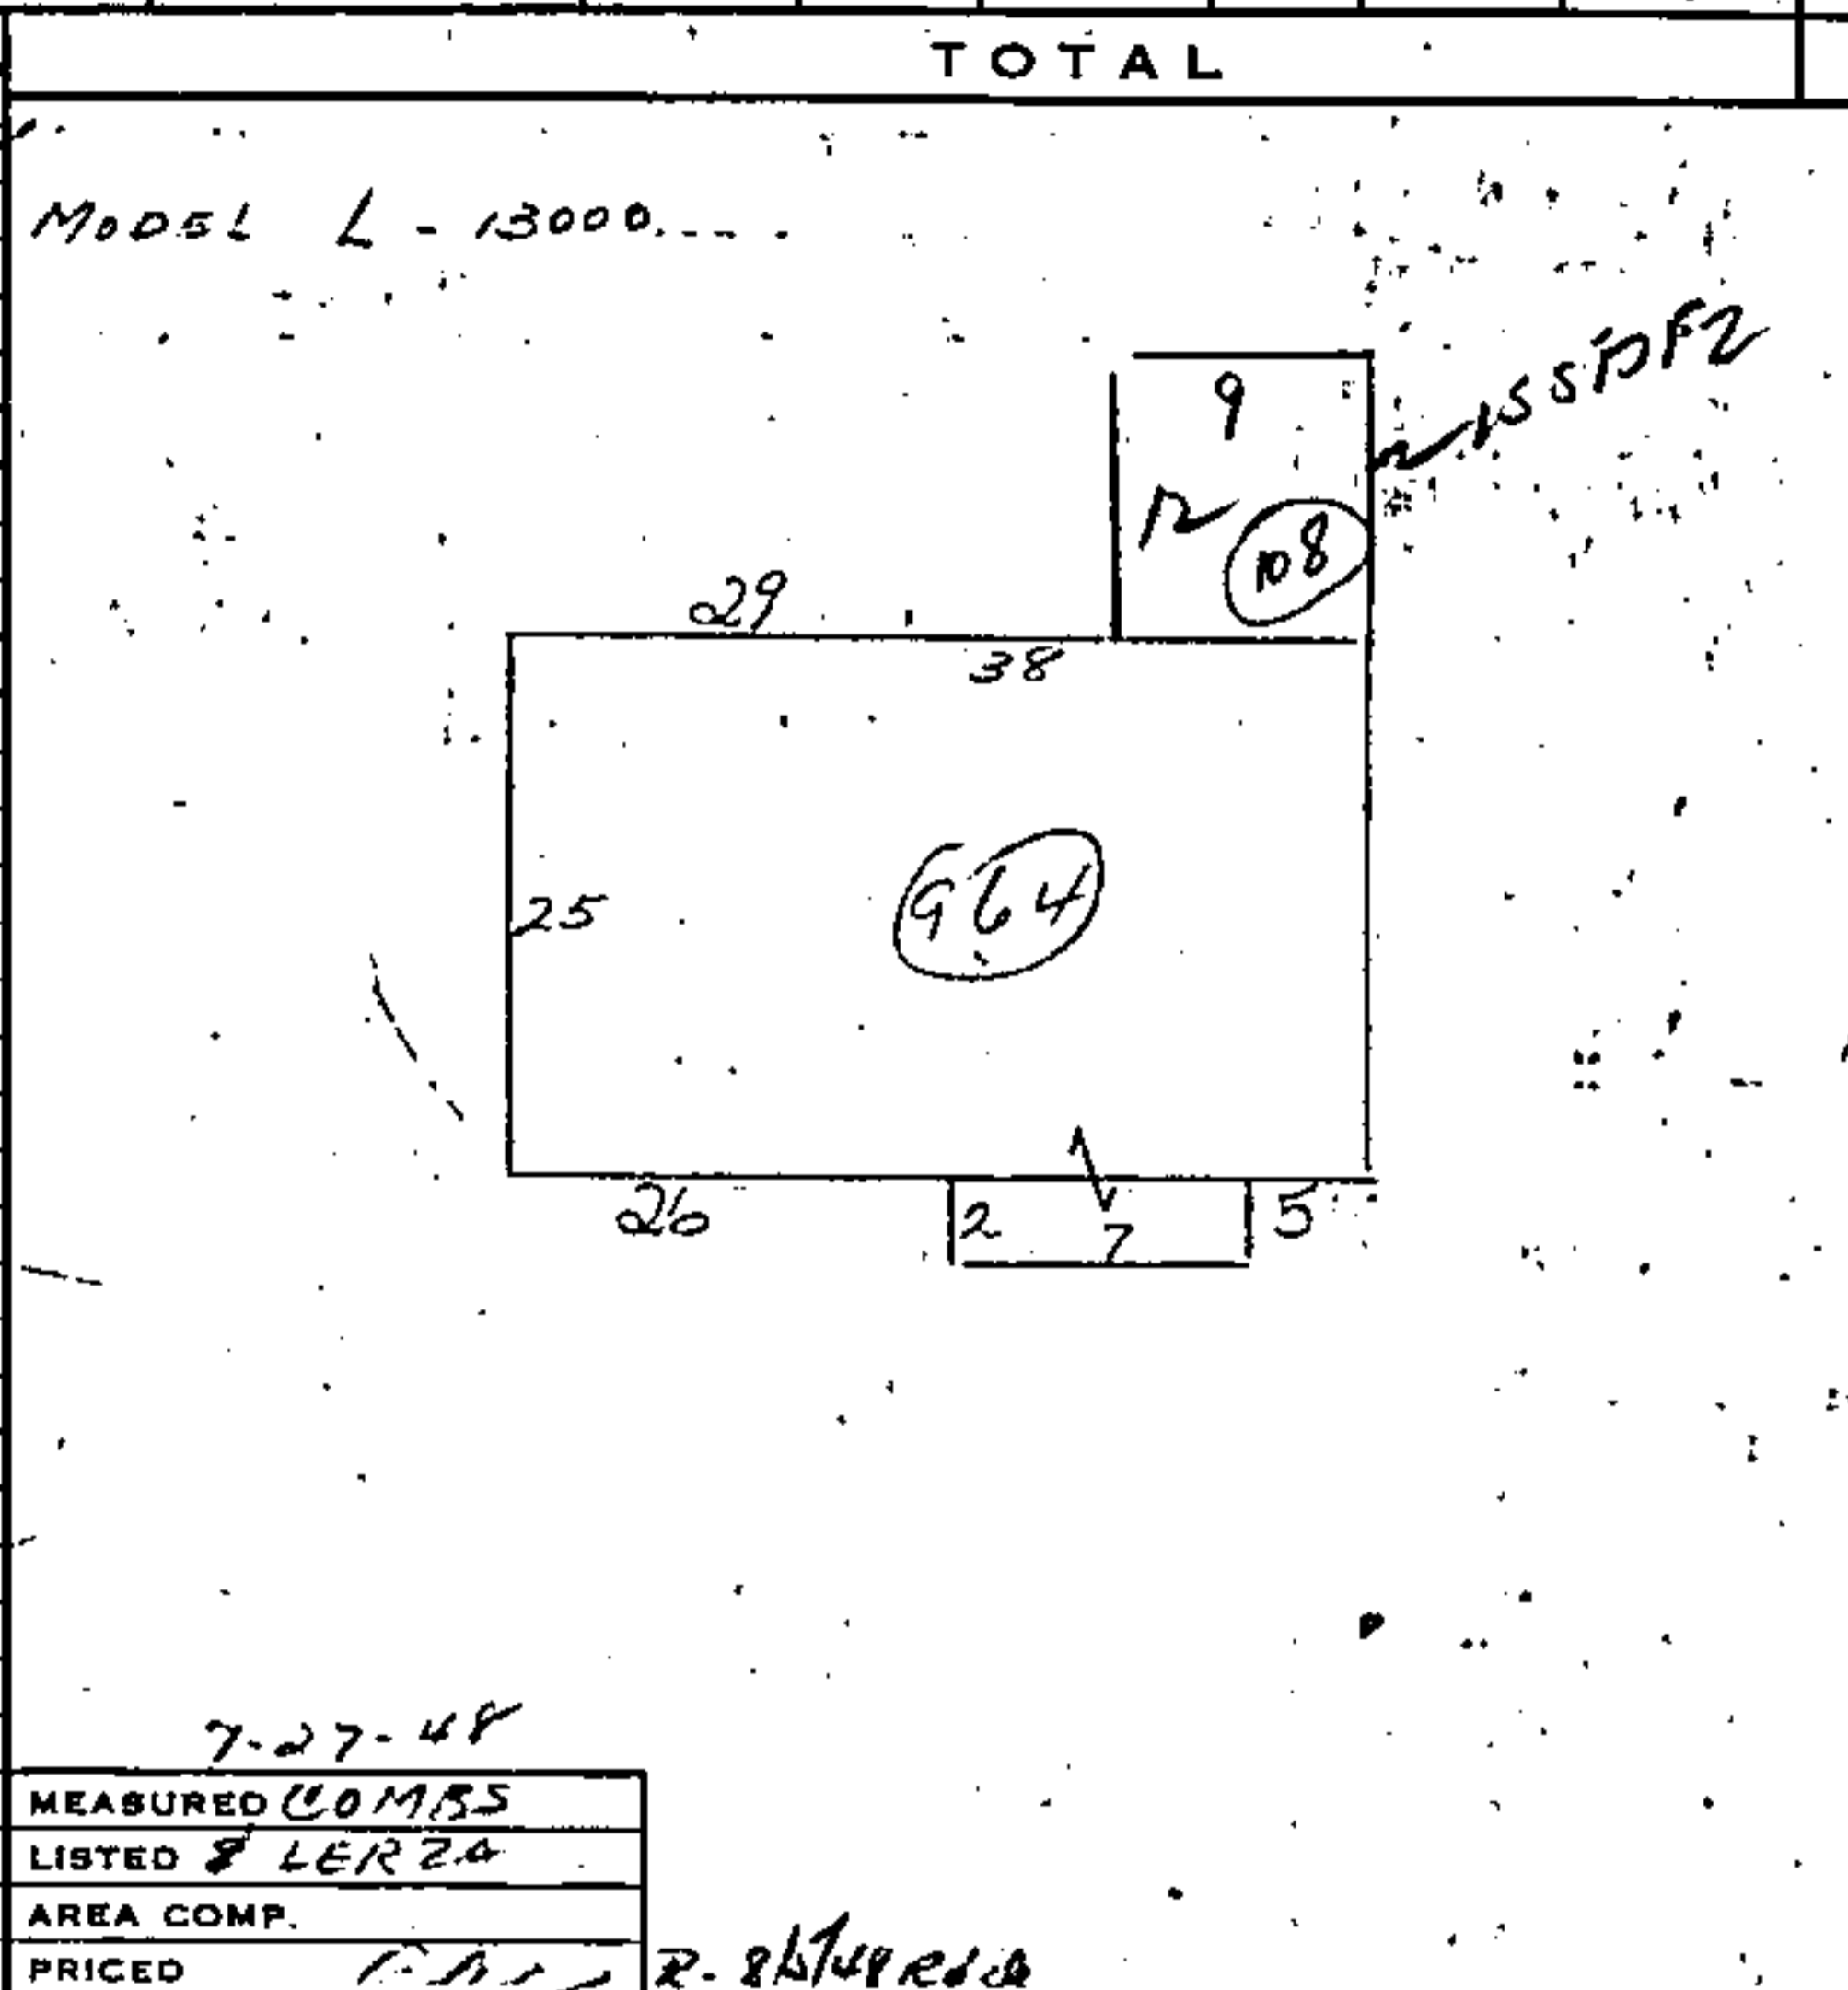 TOTAL
MODEL L - 13000.----
9
108
29
38
25
964
26
2
7
5
7-27-48
MEASURED COMBS
LISTED & LERZA
AREA COMP.
PRICED